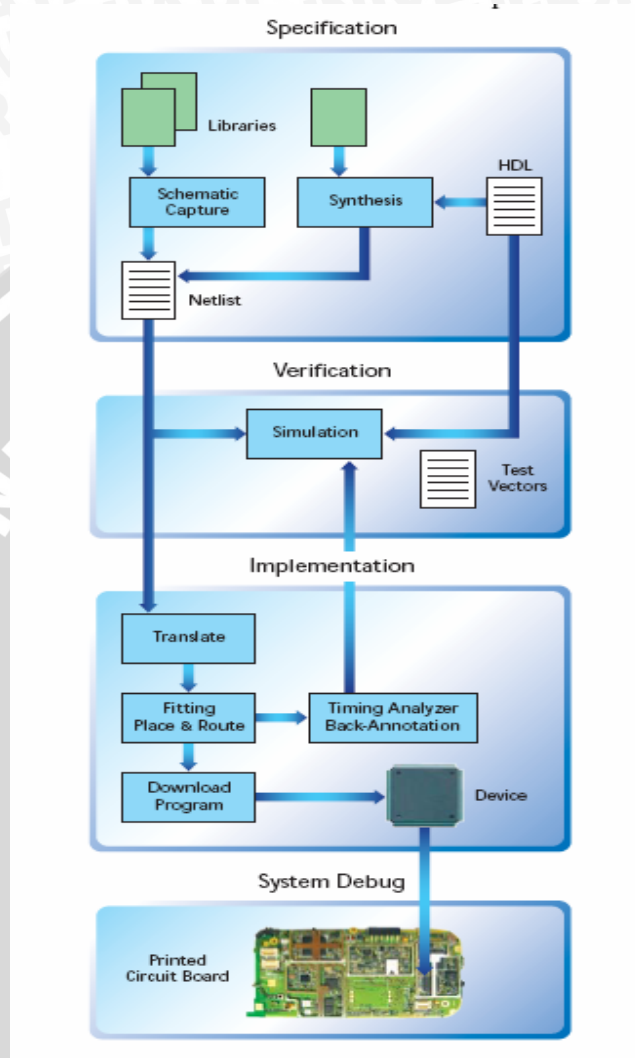 Specification
Libraries
HDL
Schematic
Capture
Synthesis
Netlist
Verification
Simulation
Test
Vectors
Implementation
Translate
Fitting
Place & Route
Timing Analyzer
Back-Annotation
Download
Program
Device
System Debug
Printed
Circuit Board